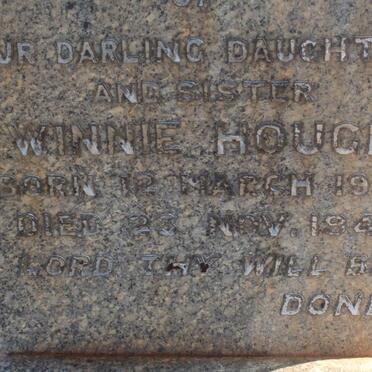 OF
UR DARLING DAUGHT
AND SISTER
WINNIE HOUGH
BORN 12 MARCH 19
DIED 23 NOV. 194
LORD THY WILL B
DONE